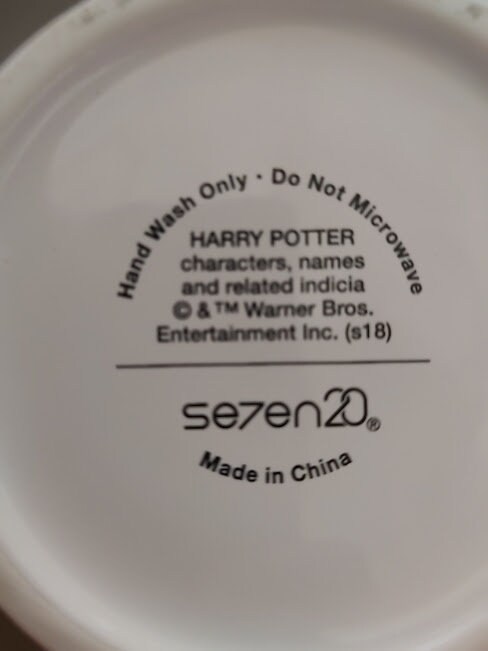 Hand Wash Only · Do Not Microwave
HARRY POTTER
characters, names
and related indicia
© & ™ Warner Bros.
Entertainment Inc. (s18)
se7en20®
Made in China